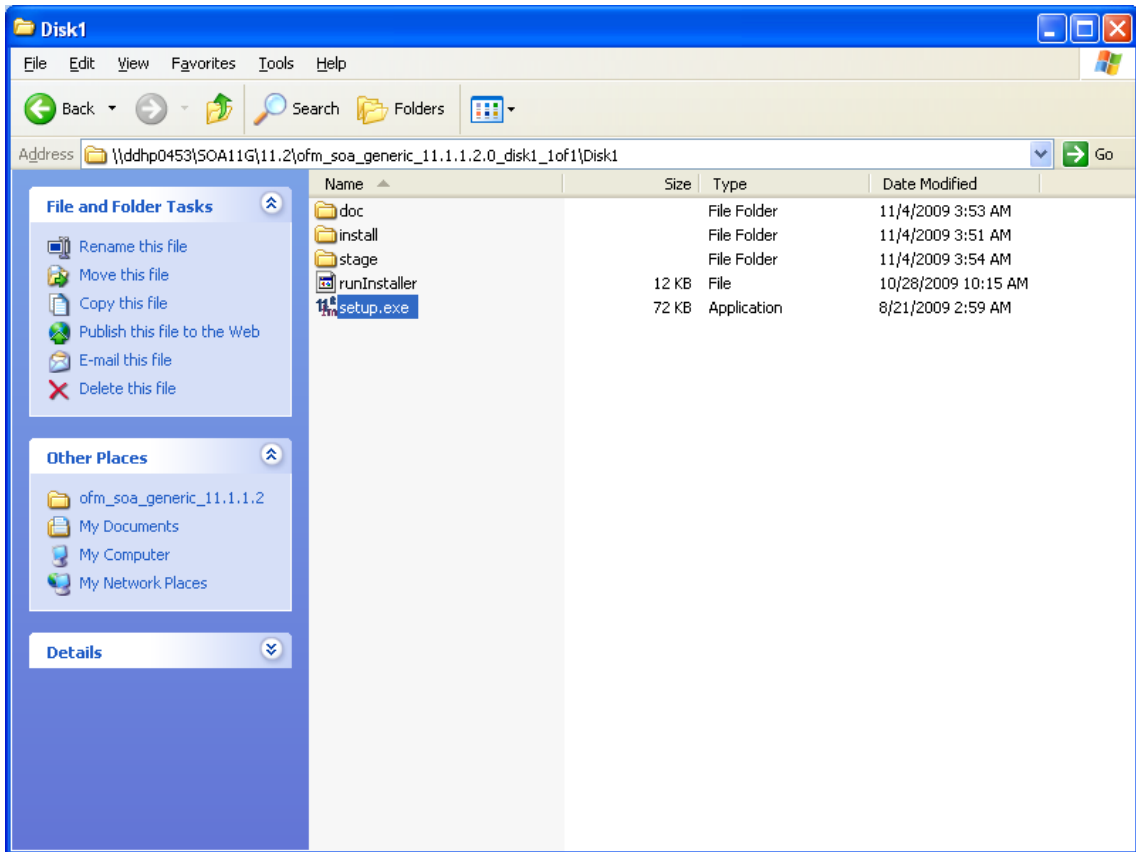 Disk1
File Edit View Favorites Tools Help
Back Search Folders
Address \\ddhp0453\SOA11G\11.2\ofm_soa_generic_11.1.1.2.0_disk1_1of1\Disk1 Go
File and Folder Tasks
Rename this file
Move this file
Copy this file
Publish this file to the Web
E-mail this file
Delete this file
Other Places
ofm_soa_generic_11.1.1.2
My Documents
My Computer
My Network Places
Details
Name Size Type Date Modified
doc File Folder 11/4/2009 3:53 AM
install File Folder 11/4/2009 3:51 AM
stage File Folder 11/4/2009 3:54 AM
runInstaller 12 KB File 10/28/2009 10:15 AM
setup.exe 72 KB Application 8/21/2009 2:59 AM